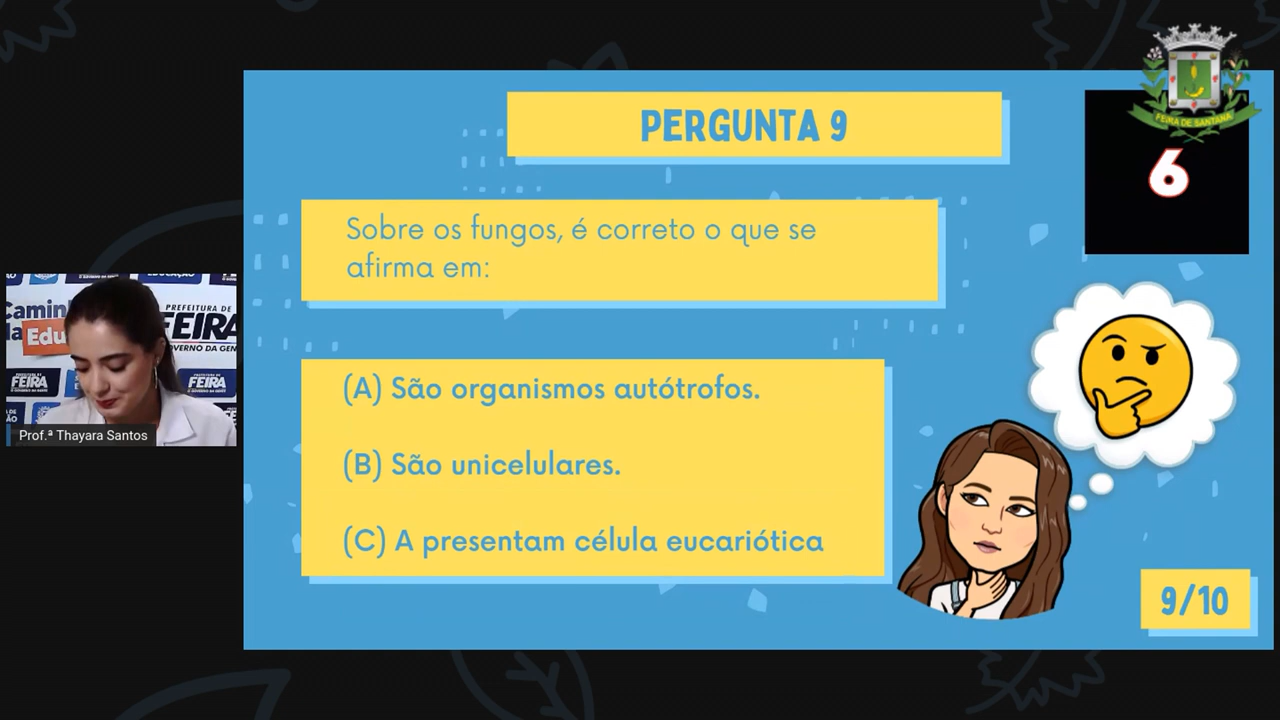 FEIRA DE SANTANA
PERGUNTA 9
6
Sobre os fungos, é correto o que se
afirma em:
(A) São organismos autótrofos.
(B) São unicelulares.
(C) A presentam célula eucariótica
9/10
EDUCAÇÃO
PREFEITURA DE
FEIRA
FEIRA
FEIRA
Prof.ª Thayara Santos